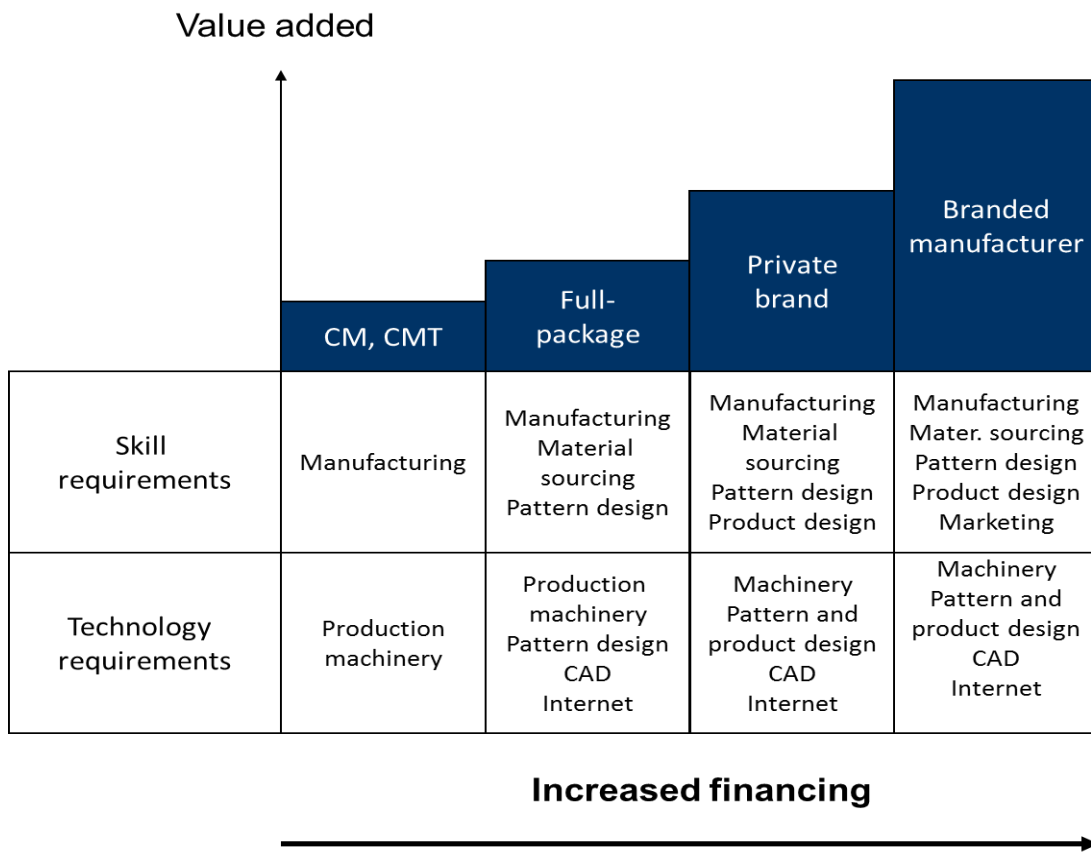 Value added
CM, CMT
Full-
package
Private
brand
Branded
manufacturer
Skill
requirements
Manufacturing
Manufacturing
Material
sourcing
Pattern design
Manufacturing
Material
sourcing
Pattern design
Product design
Manufacturing
Mater. sourcing
Pattern design
Product design
Marketing
Technology
requirements
Production
machinery
Production
machinery
Pattern design
CAD
Internet
Machinery
Pattern and
product design
CAD
Internet
Machinery
Pattern and
product design
CAD
Internet
Increased financing